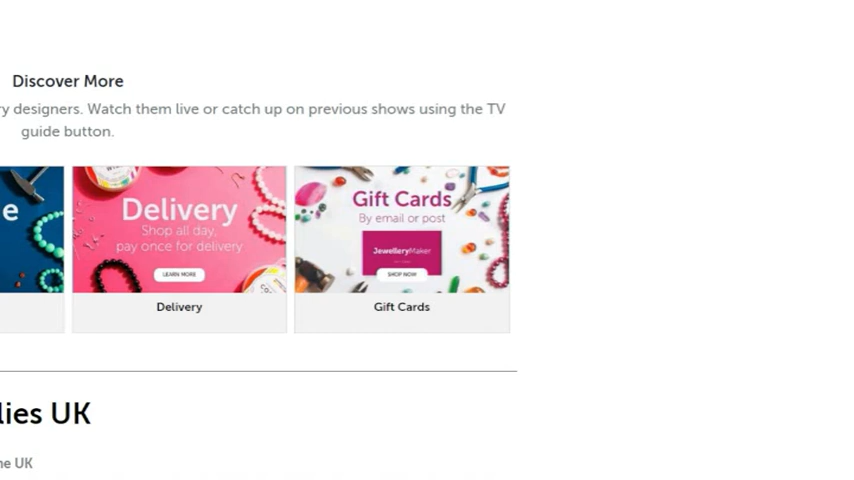 Discover More
ry designers. Watch them live or catch up on previous shows using the TV
guide button.
e
Delivery
Shop all day,
pay once for delivery
LEARN MORE
Delivery
Gift Cards
By email or post
JewelleryMaker
SHOP NOW
Gift Cards
lies UK
he UK